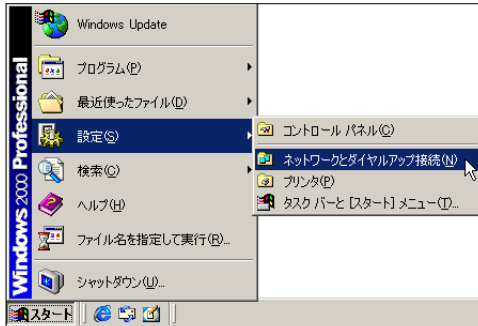 Windows Update
プログラム(P)
最近使ったファイル(D)
設定(S)
検索(C)
ヘルプ(H)
ファイル名を指定して実行(R)...
シャットダウン(U)...
Windows 2000 Professional
コントロール パネル(C)
ネットワークとダイヤルアップ接続(N)
プリンタ(P)
タスク バーと [スタート] メニュー(T)...
スタート